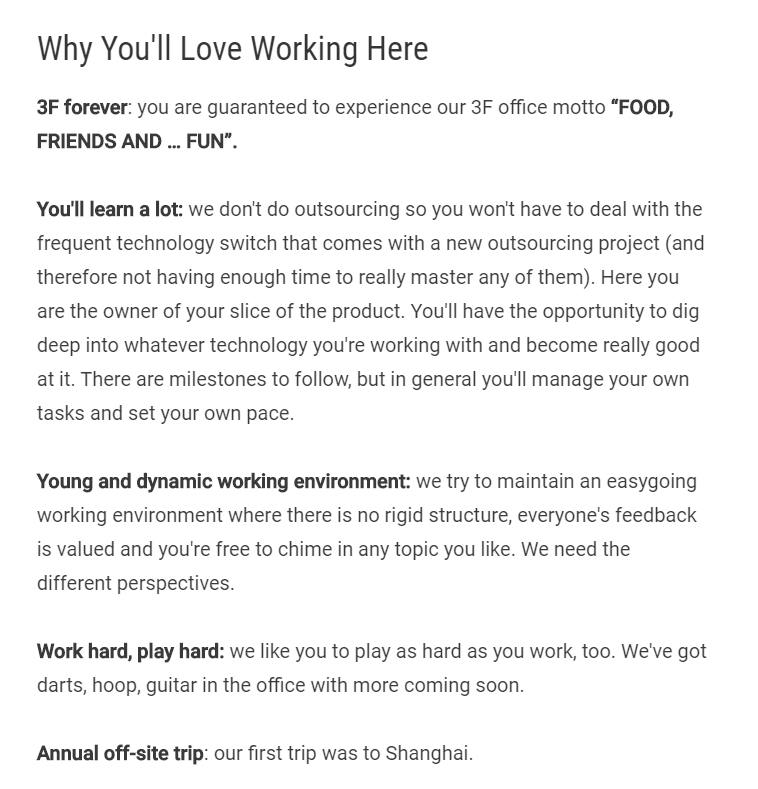 Why You'll Love Working Here
3F forever: you are guaranteed to experience our 3F office motto “FOOD,
FRIENDS AND ... FUN”.
You'll learn a lot: we don't do outsourcing so you won't have to deal with the
frequent technology switch that comes with a new outsourcing project (and
therefore not having enough time to really master any of them). Here you
are the owner of your slice of the product. You'll have the opportunity to dig
deep into whatever technology you're working with and become really good
at it. There are milestones to follow, but in general you'll manage your own
tasks and set your own pace.
Young and dynamic working environment: we try to maintain an easygoing
working environment where there is no rigid structure, everyone's feedback
is valued and you're free to chime in any topic you like. We need the
different perspectives.
Work hard, play hard: we like you to play as hard as you work, too. We've got
darts, hoop, guitar in the office with more coming soon.
Annual off-site trip: our first trip was to Shanghai.